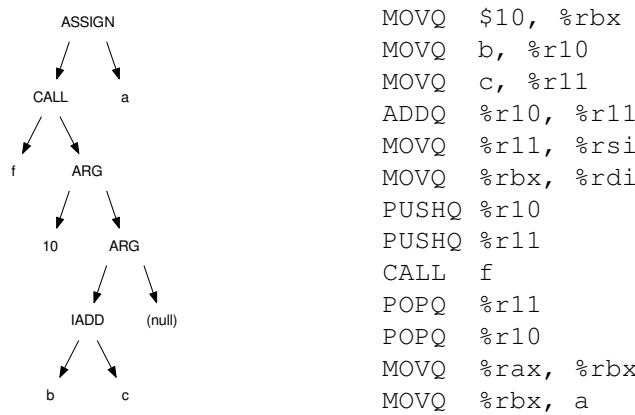 ASSIGN
CALL a
f ARG
10 ARG
IADD (null)
b c
MOVQ $10, %rbx
MOVQ b, %r10
MOVQ c, %r11
ADDQ %r10, %r11
MOVQ %r11, %rsi
MOVQ %rbx, %rdi
PUSHQ %r10
PUSHQ %r11
CALL f
POPQ %r11
POPQ %r10
MOVQ %rax, %rbx
MOVQ %rbx, a